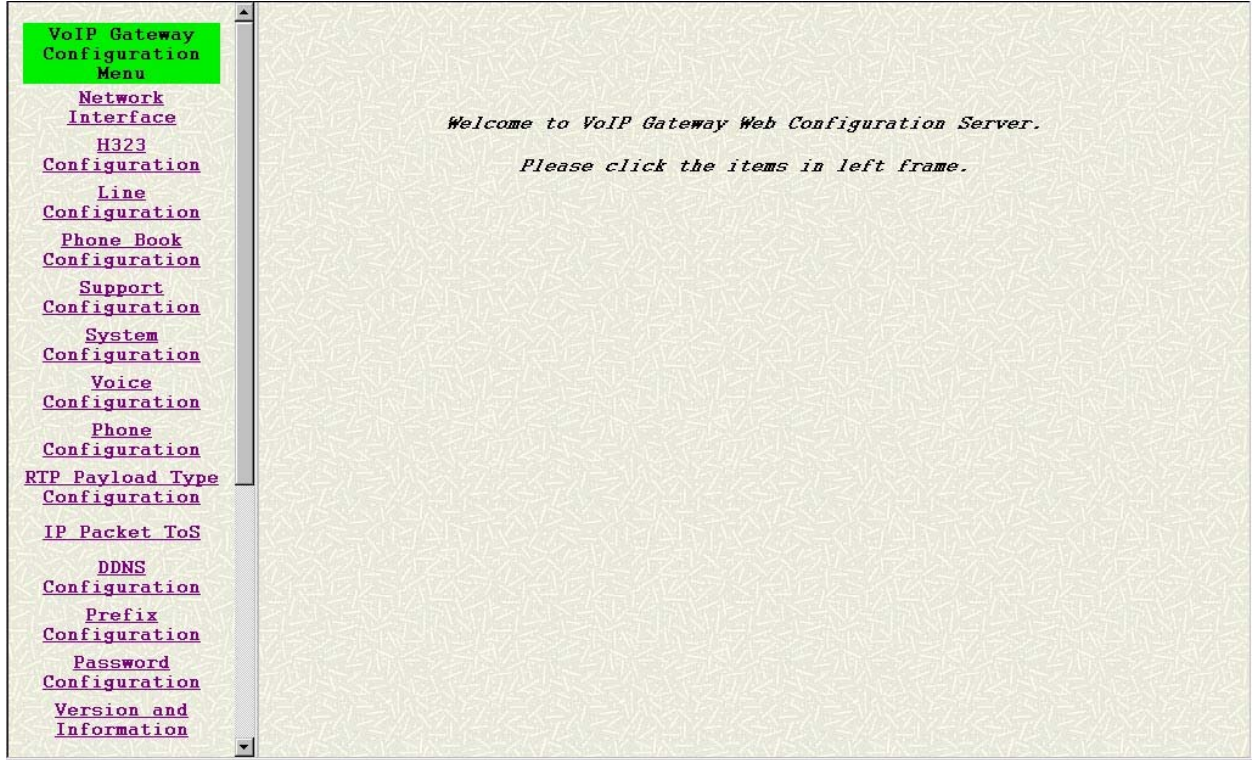 VoIP Gateway
Configuration
Menu
Network
Interface
H323
Configuration
Line
Configuration
Phone Book
Configuration
Support
Configuration
System
Configuration
Voice
Configuration
Phone
Configuration
RTP Payload Type
Configuration
IP Packet ToS
DDNS
Configuration
Prefix
Configuration
Password
Configuration
Version and
Information
Welcome to VoIP Gateway Web Configuration Server.
Please click the items in left frame.